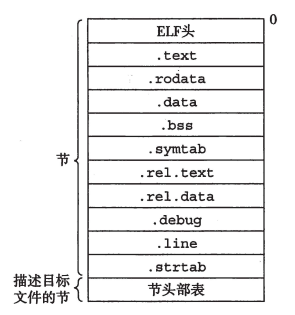 0
ELF头
.text
.rodata
.data
.bss
.symtab
节
.rel.text
.rel.data
.debug
.line
.strtab
描述目标
文件的节
节头部表